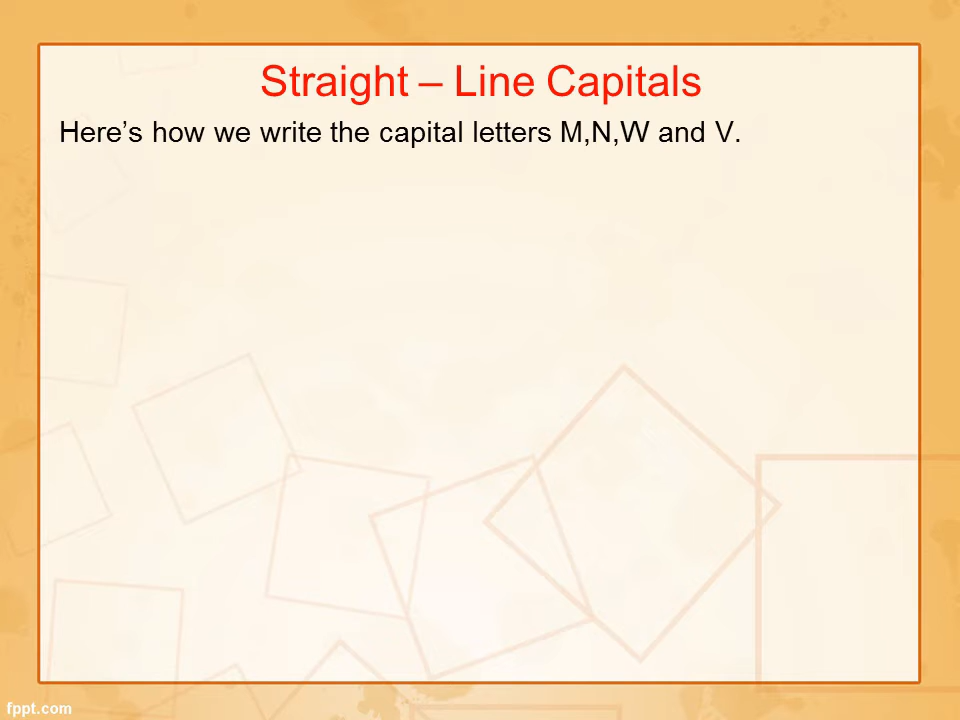 Straight – Line Capitals
Here’s how we write the capital letters M,N,W and V.
fppt.com